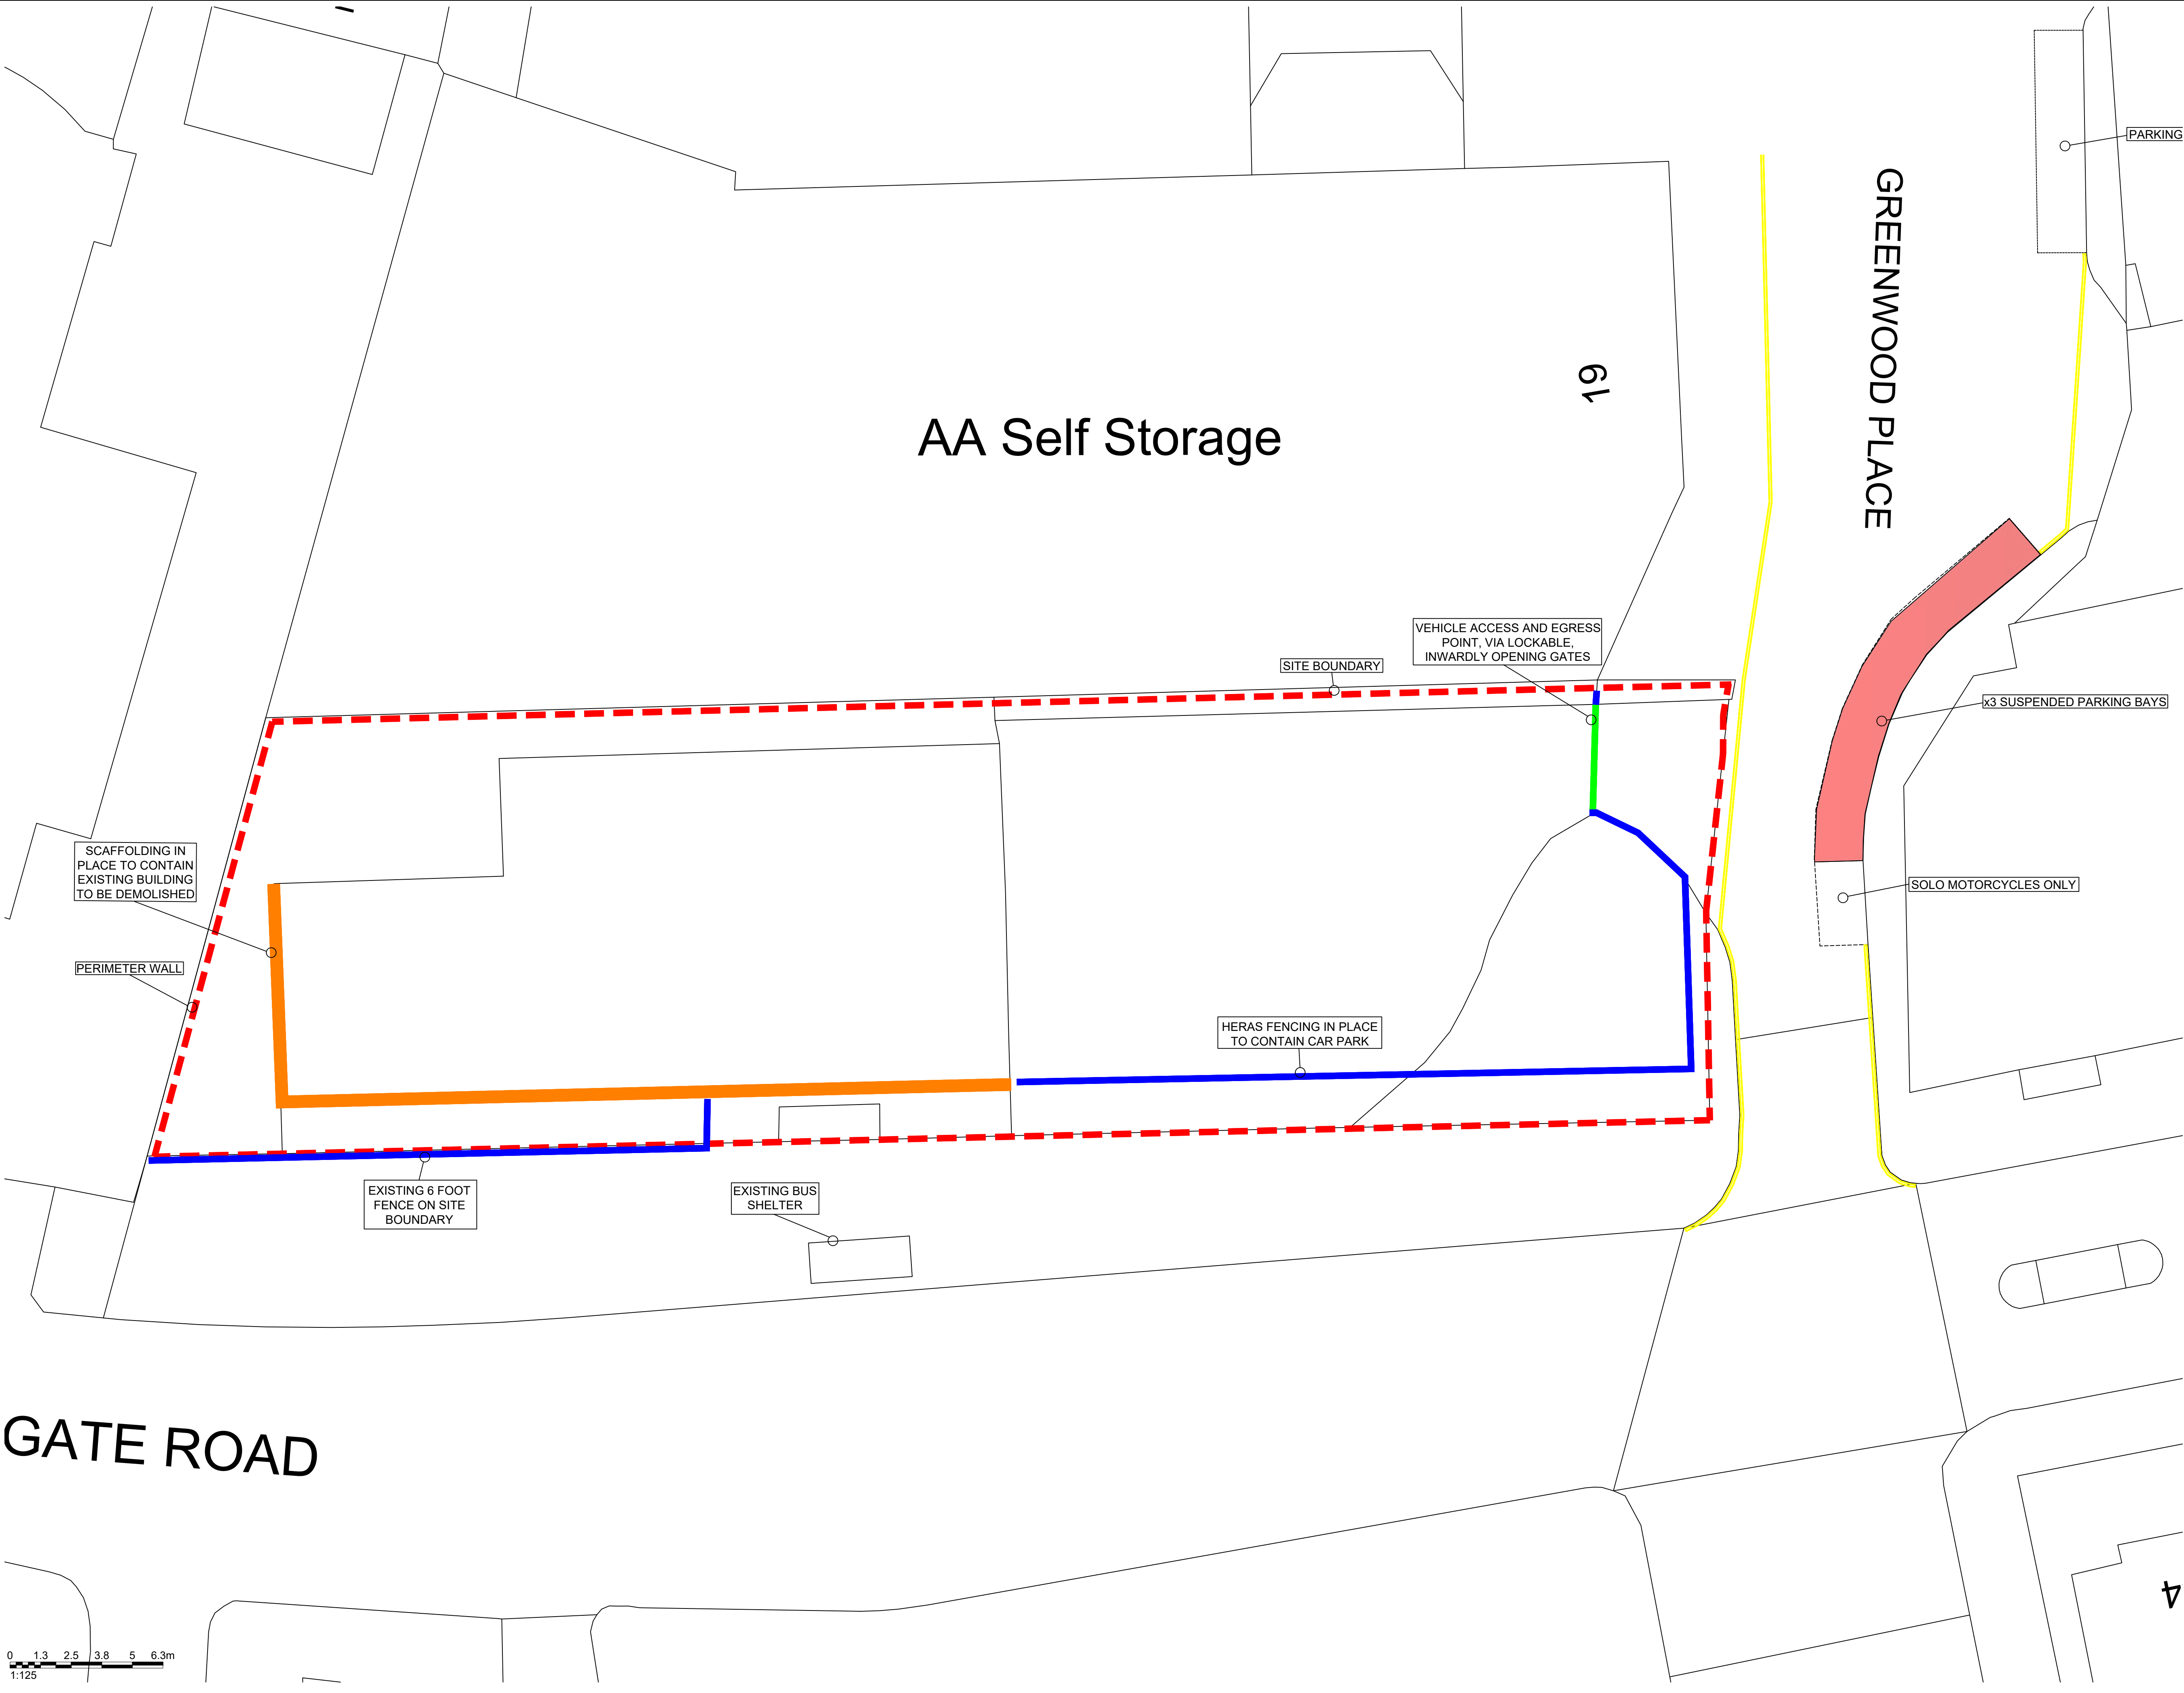 PARKING
GREENWOOD PLACE
19
AA Self Storage
VEHICLE ACCESS AND EGRESS
POINT, VIA LOCKABLE,
INWARDLY OPENING GATES
SITE BOUNDARY
x3 SUSPENDED PARKING BAYS
SCAFFOLDING IN
PLACE TO CONTAIN
EXISTING BUILDING
TO BE DEMOLISHED
SOLO MOTORCYCLES ONLY
PERIMETER WALL
HERAS FENCING IN PLACE
TO CONTAIN CAR PARK
EXISTING 6 FOOT
FENCE ON SITE
BOUNDARY
EXISTING BUS
SHELTER
GATE ROAD
4
0 1.3 2.5 3.8 5 6.3m
1:125